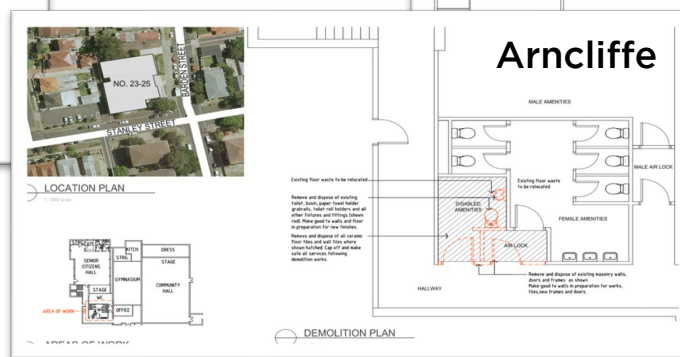 Arncliffe
NO. 23-25
BARDEN STREET
STANLEY STREET
LOCATION PLAN
MALE AMENITIES
MALE AIR LOCK
Existing floor waste to be relocated
Existing floor waste
to be relocated
Remove and dispose of existing
toilet, basin, paper towel holder
grabrails, toilet roll holders and all
other fixtures and fittings (shown
red). Make good to walls and floor
in preparation for new finishes.
DISABLED
AMENITIES
FEMALE AMENITIES
Remove and dispose of all ceramic
floor tiles and wall tiles where
shown hatched. Cap off and make
safe all services following
demolition works.
AIR LOCK
Remove and dispose of existing masonry walls,
doors and frames as shown.
Make good to walls in preparation for works,
tiles,new frames and doors.
HALLWAY
SENIOR
CITIZENS
HALL
KITCH
STRG.
DRESS
STAGE
GYMNASIUM
COMMUNITY
HALL
STAGE
WC.
OFFICE
AREA OF WORK
AREAS OF WORK
DEMOLITION PLAN